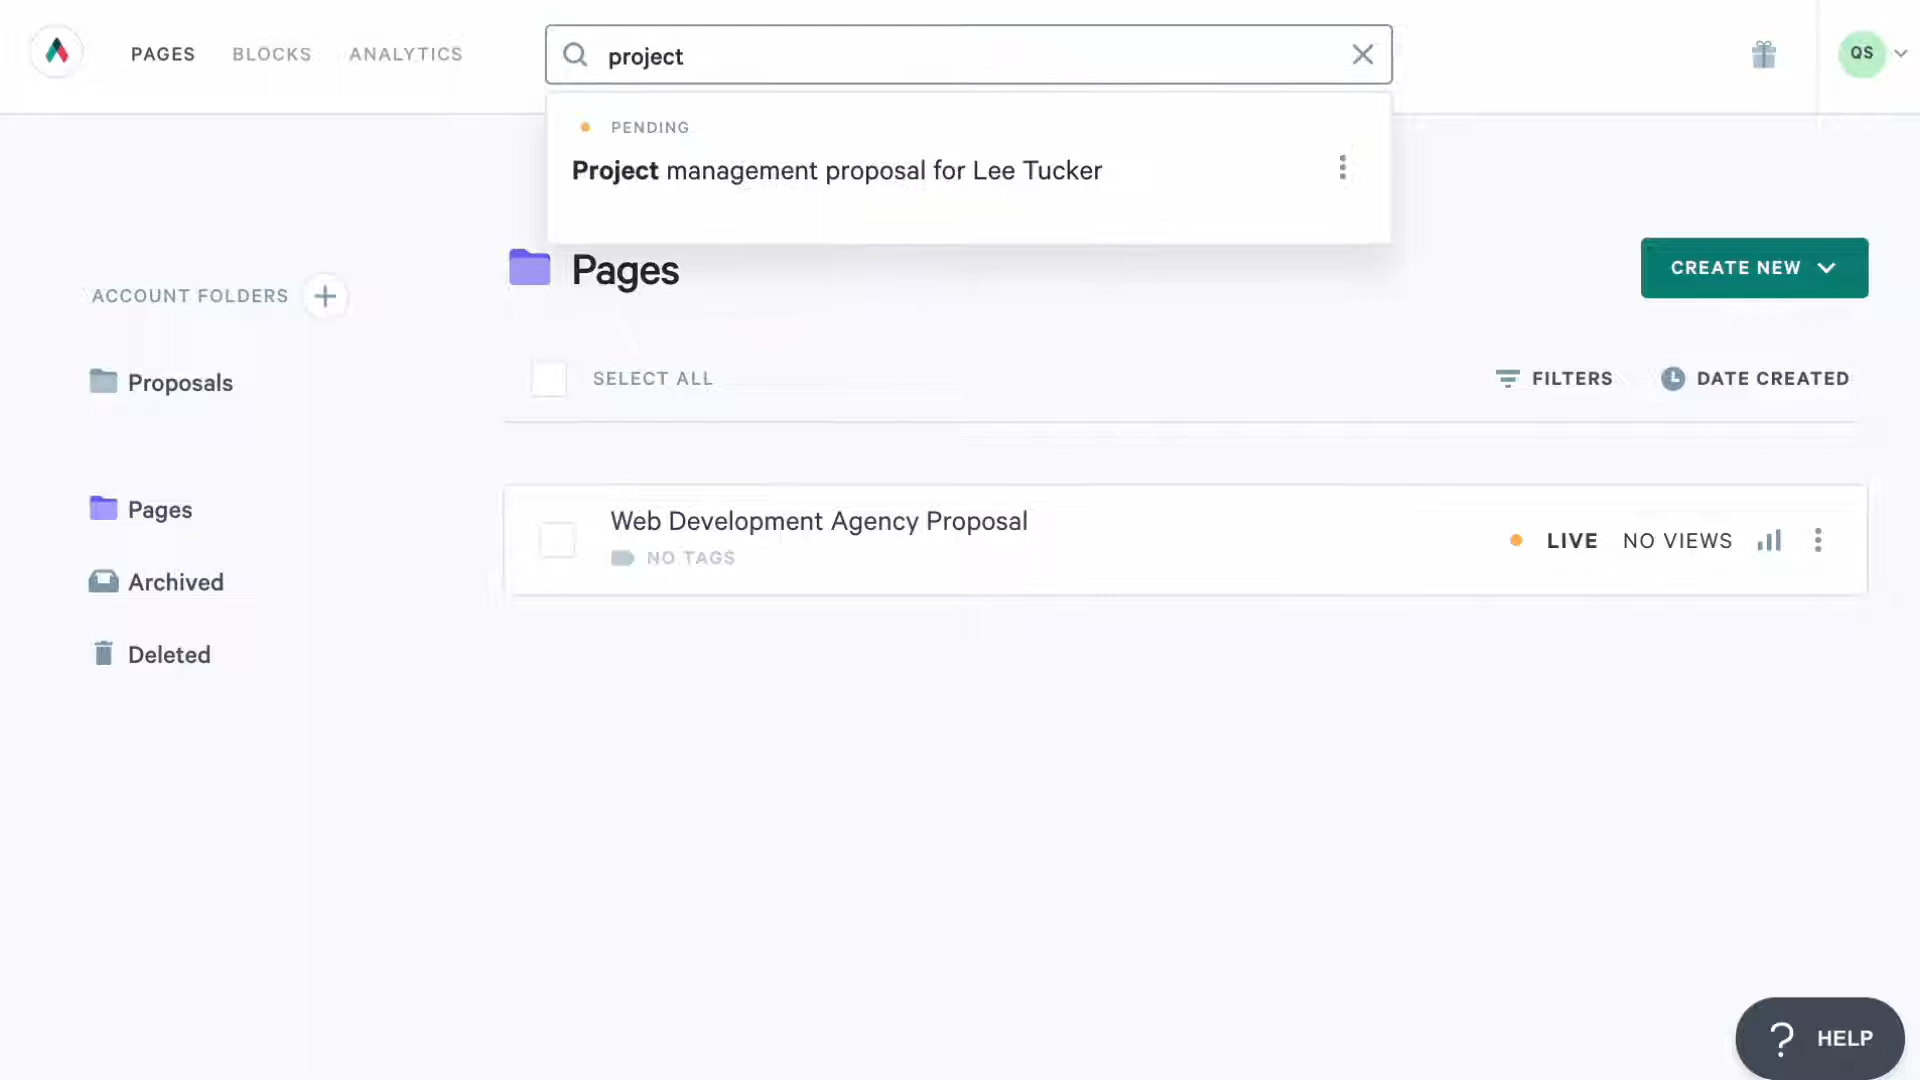 PAGES BLOCKS ANALYTICS project QS
PENDING
Project management proposal for Lee Tucker
Pages
CREATE NEW
ACCOUNT FOLDERS
SELECT ALL
FILTERS DATE CREATED
Proposals
Pages
Archived
Deleted
Web Development Agency Proposal
NO TAGS
LIVE NO VIEWS
? HELP